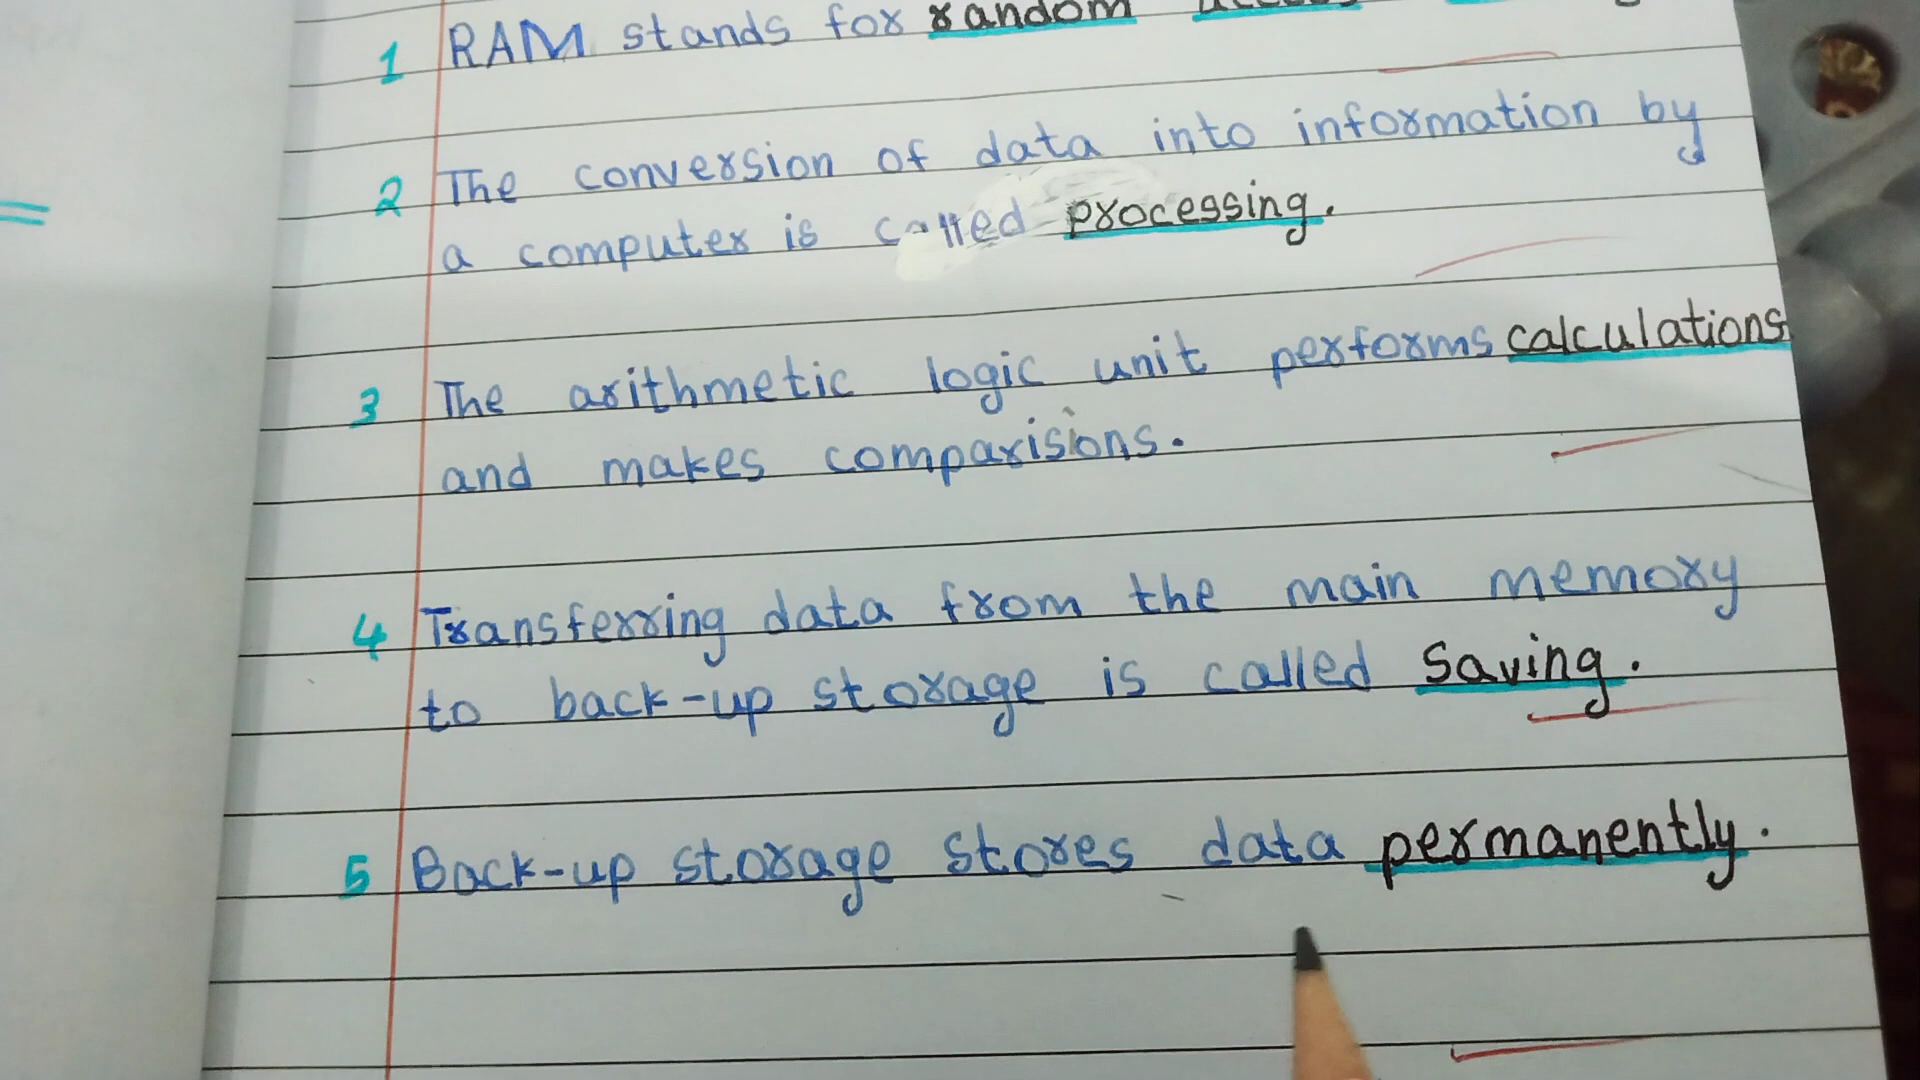 1 RAM stands for random
2 The conversion of data into information by
a computer is called processing.
3 The arithmetic logic unit performs calculations
and makes comparisions.
4 Transferring data from the main memory
to back-up storage is called saving.
5 Back-up storage stores data permanently.